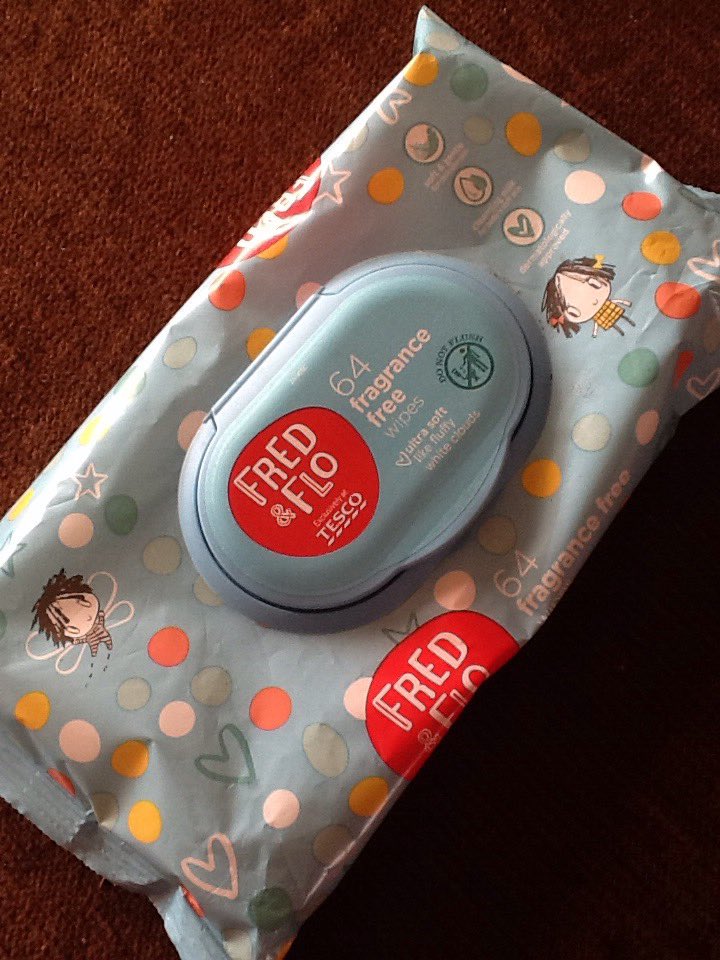 64
fragrance
free
wipes
ultra soft
like fluffy
white clouds
DO NOT FLUSH
FRED
& FLO
Exclusively at
TESCO
dermatologically
approved
64
fragrance free
FRED
& FLO